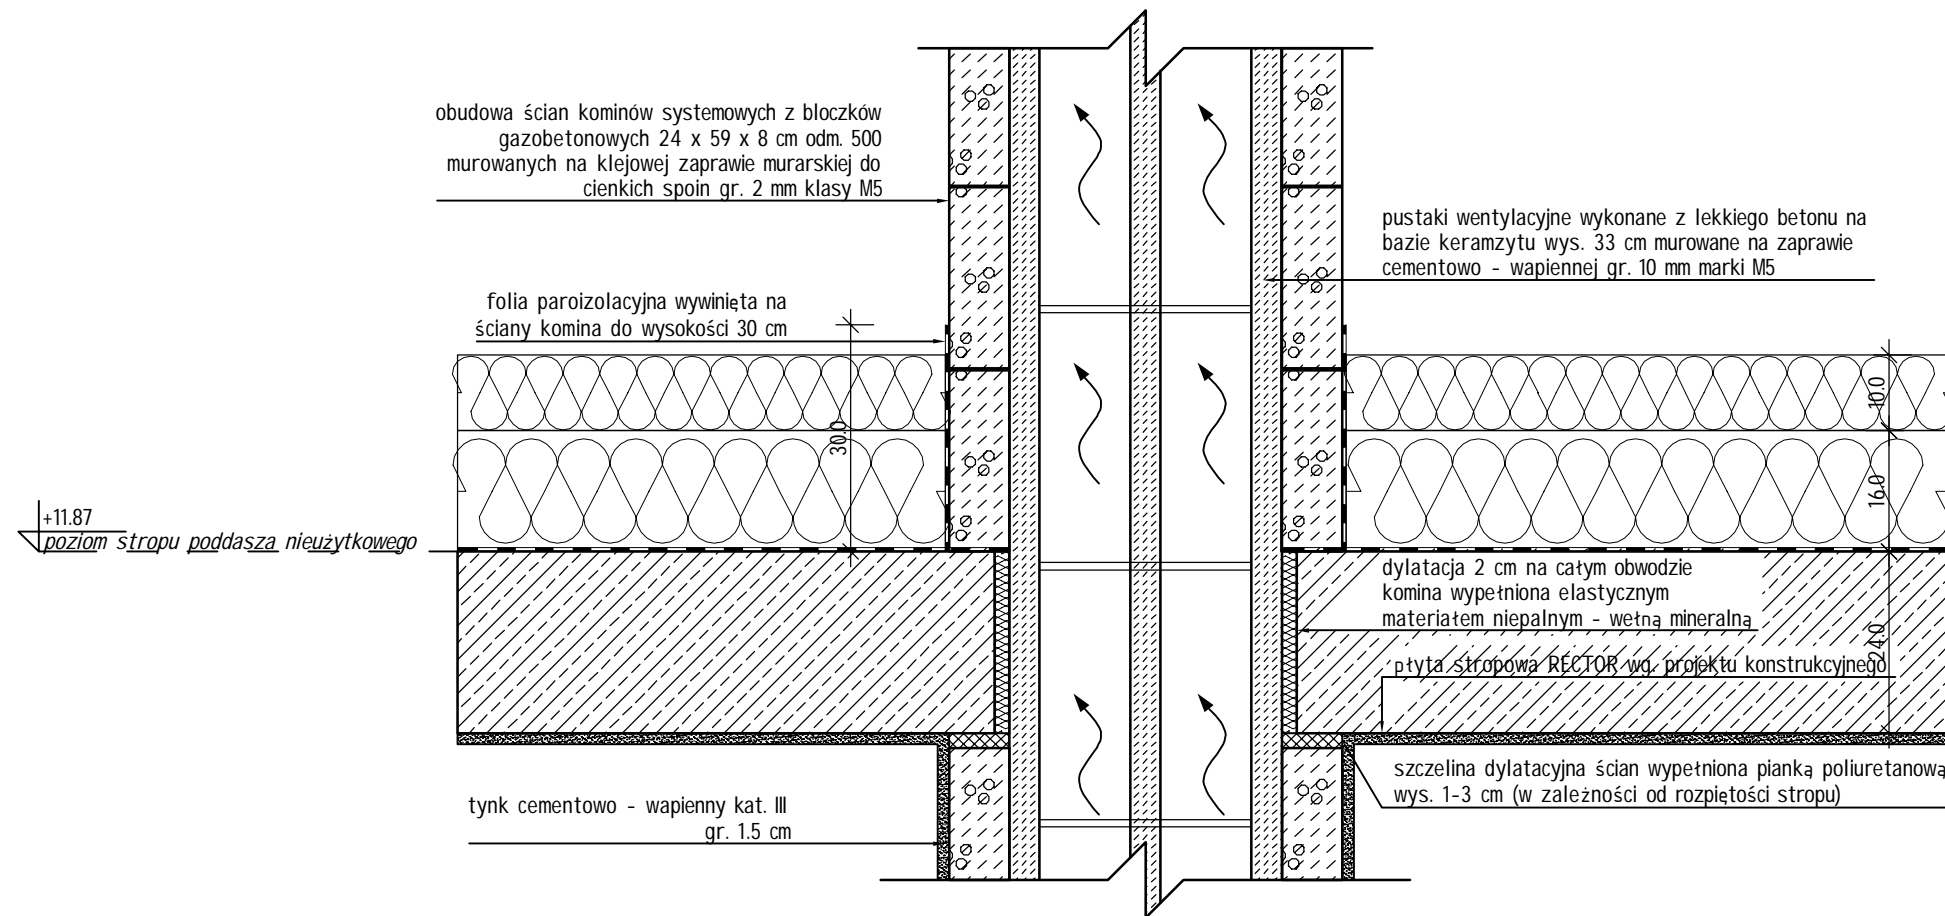 obudowa ścian kominów systemowych z bloczków
gazobetonowych 24 x 59 x 8 cm odm. 500
murowanych na klejowej zaprawie murarskiej do
cienkich spoin gr. 2 mm klasy M5
pustaki wentylacyjne wykonane z lekkiego betonu na
bazie keramzytu wys. 33 cm murowane na zaprawie
cementowo - wapiennej gr. 10 mm marki M5
folia paroizolacyjna wywinięta na
ściany komina do wysokości 30 cm
30.0
10.0
16.0
+11.87
poziom stropu poddasza nieużytkowego
dylatacja 2 cm na całym obwodzie
komina wypełniona elastycznym
materiałem niepalnym - wełną mineralną
24.0
płyta stropowa RECTOR wg. projektu konstrukcyjnego
szczelina dylatacyjna ścian wypełniona pianką poliuretanową
wys. 1-3 cm (w zależności od rozpiętości stropu)
tynk cementowo - wapienny kat. III
gr. 1.5 cm